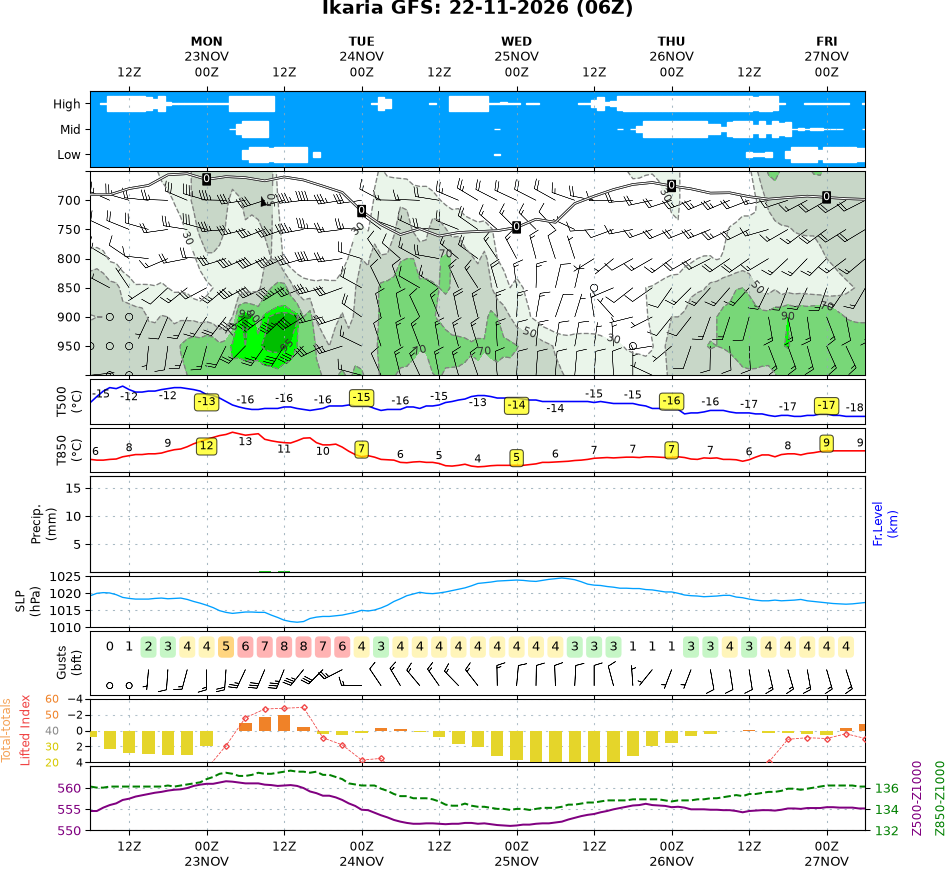 Ikaria GFS: 22-11-2026 (06Z)
MON TUE WED THU FRI
23NOV 24NOV 25NOV 26NOV 27NOV
12Z 00Z 12Z 00Z 12Z 00Z 12Z 00Z 12Z 00Z
High
Mid
Low
0 0 0 0 0
700
750
800
850
900
950
30 30 70 50 30 50 90 70 70 95
T500
(°C)
-15 -12 -12 -13 -16 -16 -16 -15 -16 -15 -13 -14 -14 -15 -15 -16 -16 -17 -17 -17 -18
T850
(°C)
6 8 9 12 13 11 10 7 6 5 4 5 6 7 7 7 7 6 8 9 9
Precip.
(mm)
15
10
5
Fr.Level
(km)
SLP
(hPa)
1025
1020
1015
1010
Gusts
(bft)
0 1 2 3 4 4 5 6 7 8 8 7 6 4 3 4 4 4 4 4 4 4 4 4 3 3 3 1 1 1 3 3 4 3 4 4 4 4 4
Total-totals
Lifted Index
60 −4
50 −2
40 0
30 2
20 4
560
555
550
136
134
132
Z500-Z1000
Z850-Z1000
12Z 00Z 12Z 00Z 12Z 00Z 12Z 00Z 12Z 00Z
23NOV 24NOV 25NOV 26NOV 27NOV